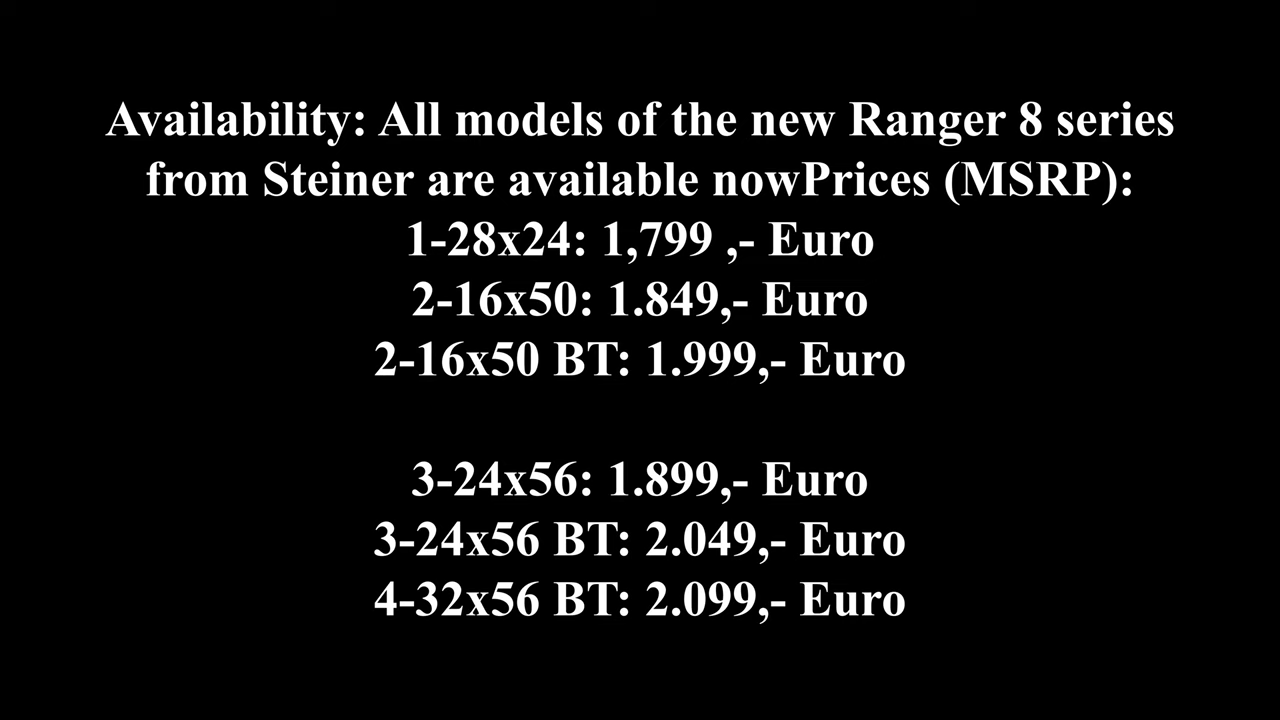 Availability: All models of the new Ranger 8 series
from Steiner are available nowPrices (MSRP):
1-28x24: 1,799 ,- Euro
2-16x50: 1.849,- Euro
2-16x50 BT: 1.999,- Euro
3-24x56: 1.899,- Euro
3-24x56 BT: 2.049,- Euro
4-32x56 BT: 2.099,- Euro